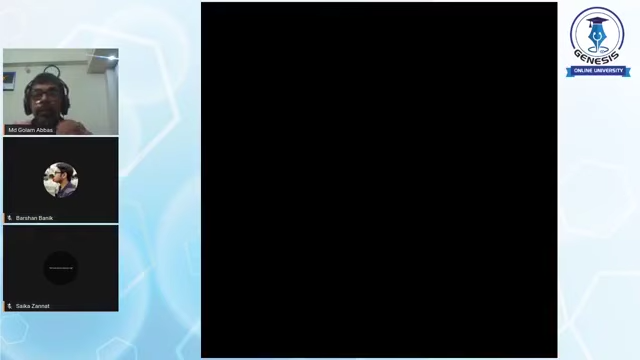 GENESIS
ONLINE UNIVERSITY
Md Golam Abbas
Barshan Banik
Saika Zannat